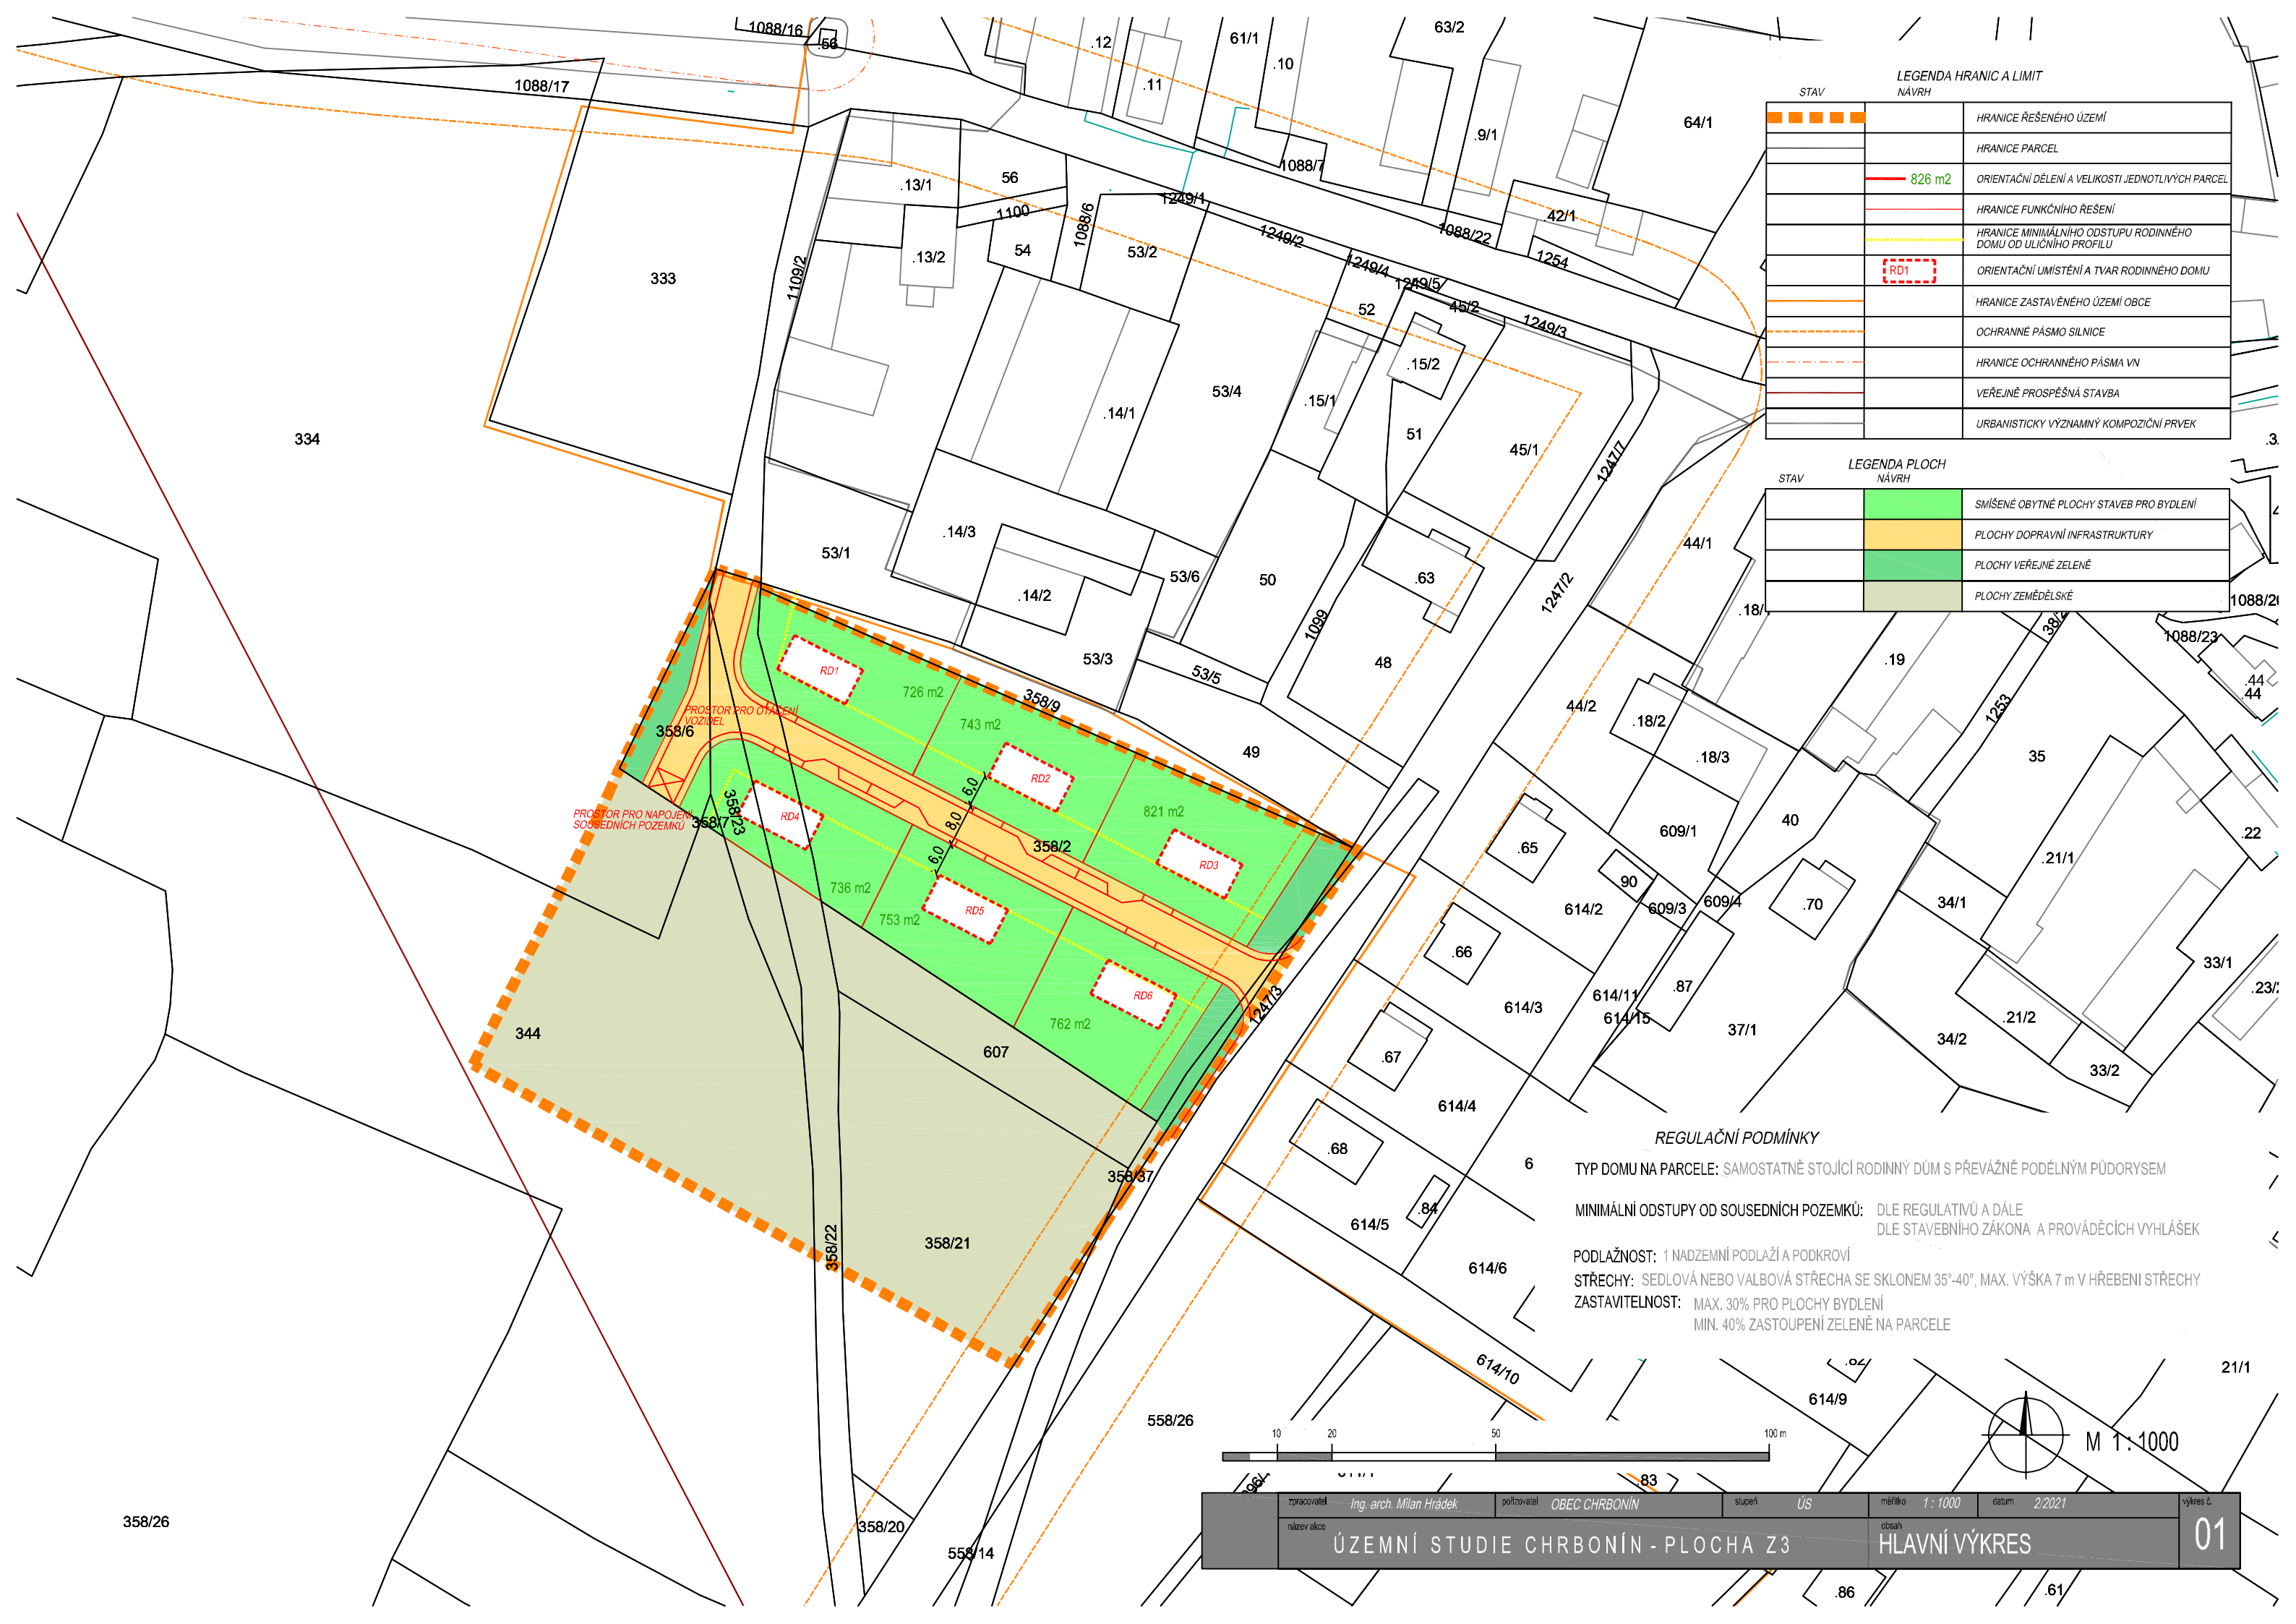 1088/16
.56
.12
61/1
.10
63/2
1088/17
.11
.9/1
64/1
1088/7
.13/1
56
1100
1088/6
1249/1
.42/1
1249/2
1088/22
1254
333
1109/2
.13/2
54
53/2
1249/4
1249/5
52
45/2
1249/3
.15/2
53/4
.14/1
.15/1
51
334
45/1
1247/7
53/1
.14/3
53/6
50
.63
44/1
.14/2
1099
1247/2
53/3
48
53/5
358/9
44/2
49
.18/2
.18/3
.19
38/2
1253
35
1088/23
.44
44
.22
.21/1
40
609/1
.65
90
609/3
609/4
614/2
.70
34/1
.66
33/1
.87
614/11
614/15
614/3
37/1
.21/2
34/2
33/2
.67
614/4
.68
.84
614/5
614/6
614/10
614/9
21/1
.83
.86
.61
LEGENDA HRANIC A LIMIT
STAV
NÁVRH
HRANICE ŘEŠENÉHO ÚZEMÍ
HRANICE PARCEL
826 m2
ORIENTAČNÍ DĚLENÍ A VELIKOSTI JEDNOTLIVÝCH PARCEL
HRANICE FUNKČNÍHO ŘEŠENÍ
HRANICE MINIMÁLNÍHO ODSTUPU RODINNÉHO
DOMU OD ULIČNÍHO PROFILU
RD1
ORIENTAČNÍ UMÍSTĚNÍ A TVAR RODINNÉHO DOMU
HRANICE ZASTAVĚNÉHO ÚZEMÍ OBCE
OCHRANNÉ PÁSMO SILNICE
HRANICE OCHRANNÉHO PÁSMA VN
VEŘEJNĚ PROSPĚŠNÁ STAVBA
URBANISTICKY VÝZNAMNÝ KOMPOZIČNÍ PRVEK
LEGENDA PLOCH
STAV
NÁVRH
SMÍŠENÉ OBYTNÉ PLOCHY STAVEB PRO BYDLENÍ
PLOCHY DOPRAVNÍ INFRASTRUKTURY
PLOCHY VEŘEJNÉ ZELENĚ
PLOCHY ZEMĚDĚLSKÉ
RD1
726 m2
743 m2
PROSTOR PRO OTÁČENÍ
VOZIDEL
358/6
RD2
821 m2
6,0
8,0
6,0
RD4
358/23
PROSTOR PRO NAPOJENÍ
SOUSEDNÍCH POZEMKŮ
358/7
358/2
RD3
736 m2
753 m2
RD5
RD6
762 m2
1247/3
344
607
358/37
358/22
358/21
558/26
358/26
358/20
558/14
REGULAČNÍ PODMÍNKY
TYP DOMU NA PARCELE: SAMOSTATNĚ STOJÍCÍ RODINNÝ DŮM S PŘEVÁŽNĚ PODÉLNÝM PŮDORYSEM
MINIMÁLNÍ ODSTUPY OD SOUSEDNÍCH POZEMKŮ: DLE REGULATIVŮ A DÁLE
DLE STAVEBNÍHO ZÁKONA A PROVÁDĚCÍCH VYHLÁŠEK
PODLAŽNOST: 1 NADZEMNÍ PODLAŽÍ A PODKROVÍ
STŘECHY: SEDLOVÁ NEBO VALBOVÁ STŘECHA SE SKLONEM 35°-40°, MAX. VÝŠKA 7 m V HŘEBENI STŘECHY
ZASTAVITELNOST: MAX. 30% PRO PLOCHY BYDLENÍ
MIN. 40% ZASTOUPENÍ ZELENĚ NA PARCELE
10
20
50
100 m
M 1:1000
zpracovatel
Ing. arch. Milan Hrádek
pořizovatel
OBEC CHRBONÍN
stupeň
ÚS
měřítko
1 : 1000
datum
2/2021
výkres č.
01
název akce
ÚZEMNÍ STUDIE CHRBONÍN - PLOCHA Z3
obsah
HLAVNÍ VÝKRES